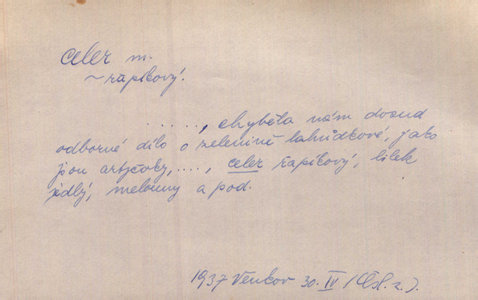 celer m.
~ řapíkový.
......, chyběla nám dosud
odborné dílo o zelenině lahůdkové, jako
jsou artyčoky, ...., celer řapíkový, lilek
jedlý, melouny a pod.
1937 Venkov 30. IV (Čsl. z.).